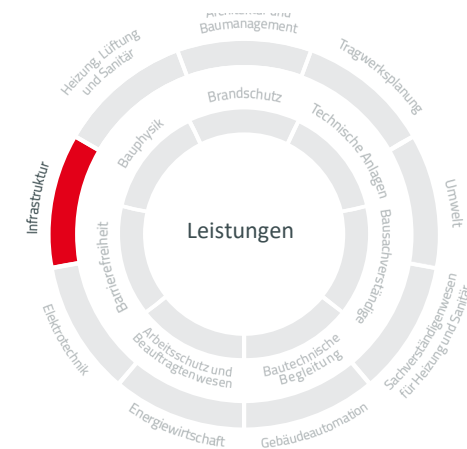 Baumanagement
Tragwerksplanung
Umwelt
Sachverständigenwesen
für Heizung und Sanitär
Gebäudeautomation
Energiewirtschaft
Elektrotechnik
Infrastruktur
Heizung, Lüftung
und Sanitär
Brandschutz
Technische Anlagen
Bausachverständige
Bautechnische
Begleitung
Arbeitsschutz und
Beauftragtenwesen
Barrierefreiheit
Bauphysik
Leistungen